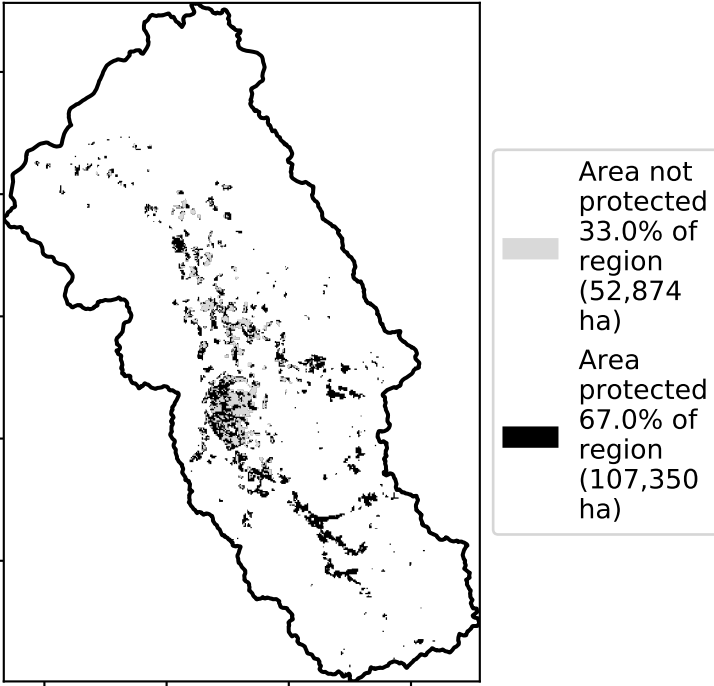 Area not
protected
33.0% of
region
(52,874
ha)
Area
protected
67.0% of
region
(107,350
ha)